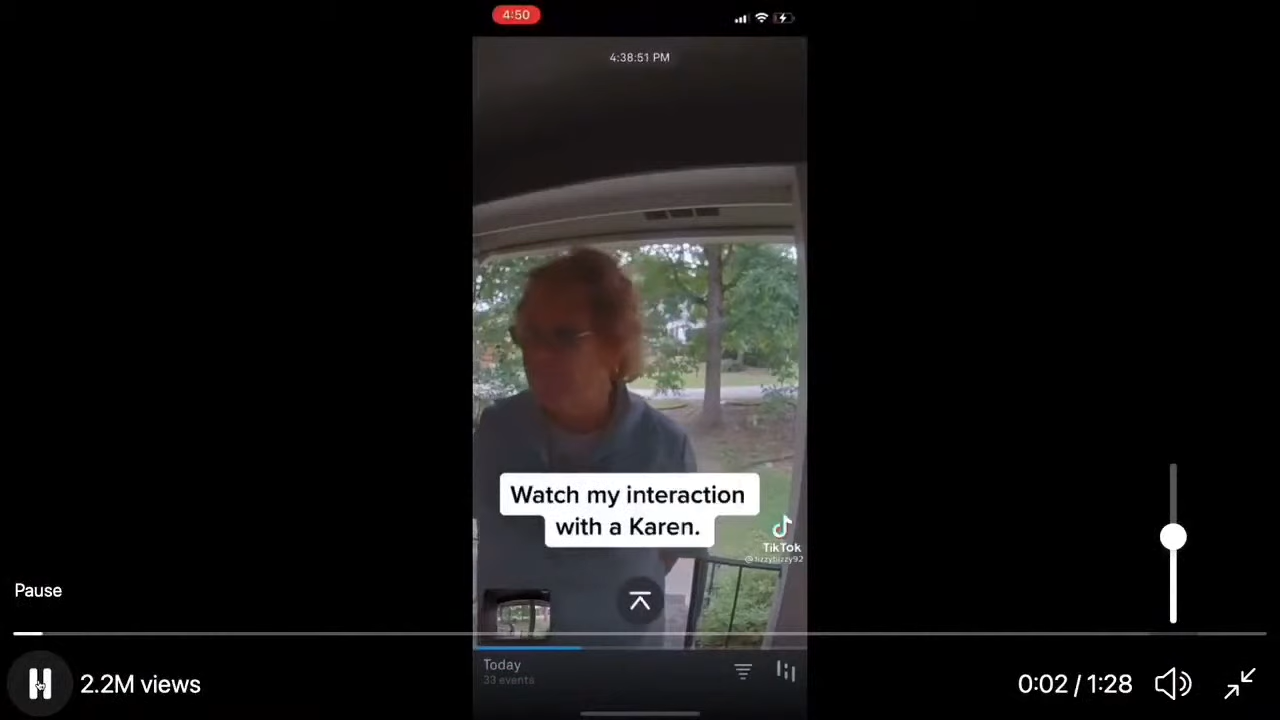 4:50
4:38:51 PM
Watch my interaction
with a Karen.
TikTok
@fizzybizzy92
Pause
Today
33 events
2.2M views
0:02 / 1:28